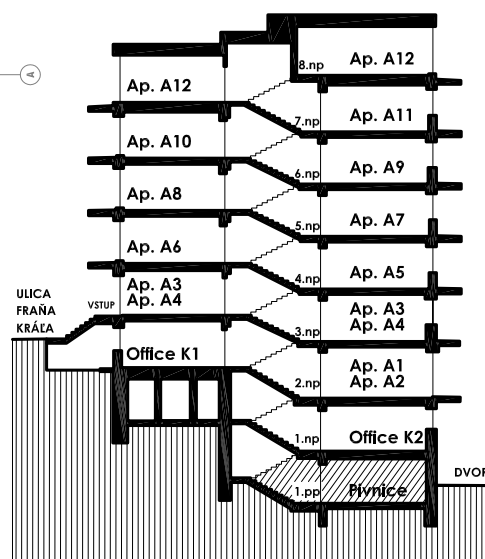 A
8.np
Ap. A12
Ap. A12
7.np
Ap. A11
Ap. A10
6.np
Ap. A9
Ap. A8
5.np
Ap. A7
Ap. A6
4.np
Ap. A5
Ap. A3
Ap. A4
ULICA
FRAŇA
KRÁĽA
VSTUP
3.np
Ap. A3
Ap. A4
Office K1
2.np
Ap. A1
Ap. A2
1.np
Office K2
1.pp
Pivnice
DVOR